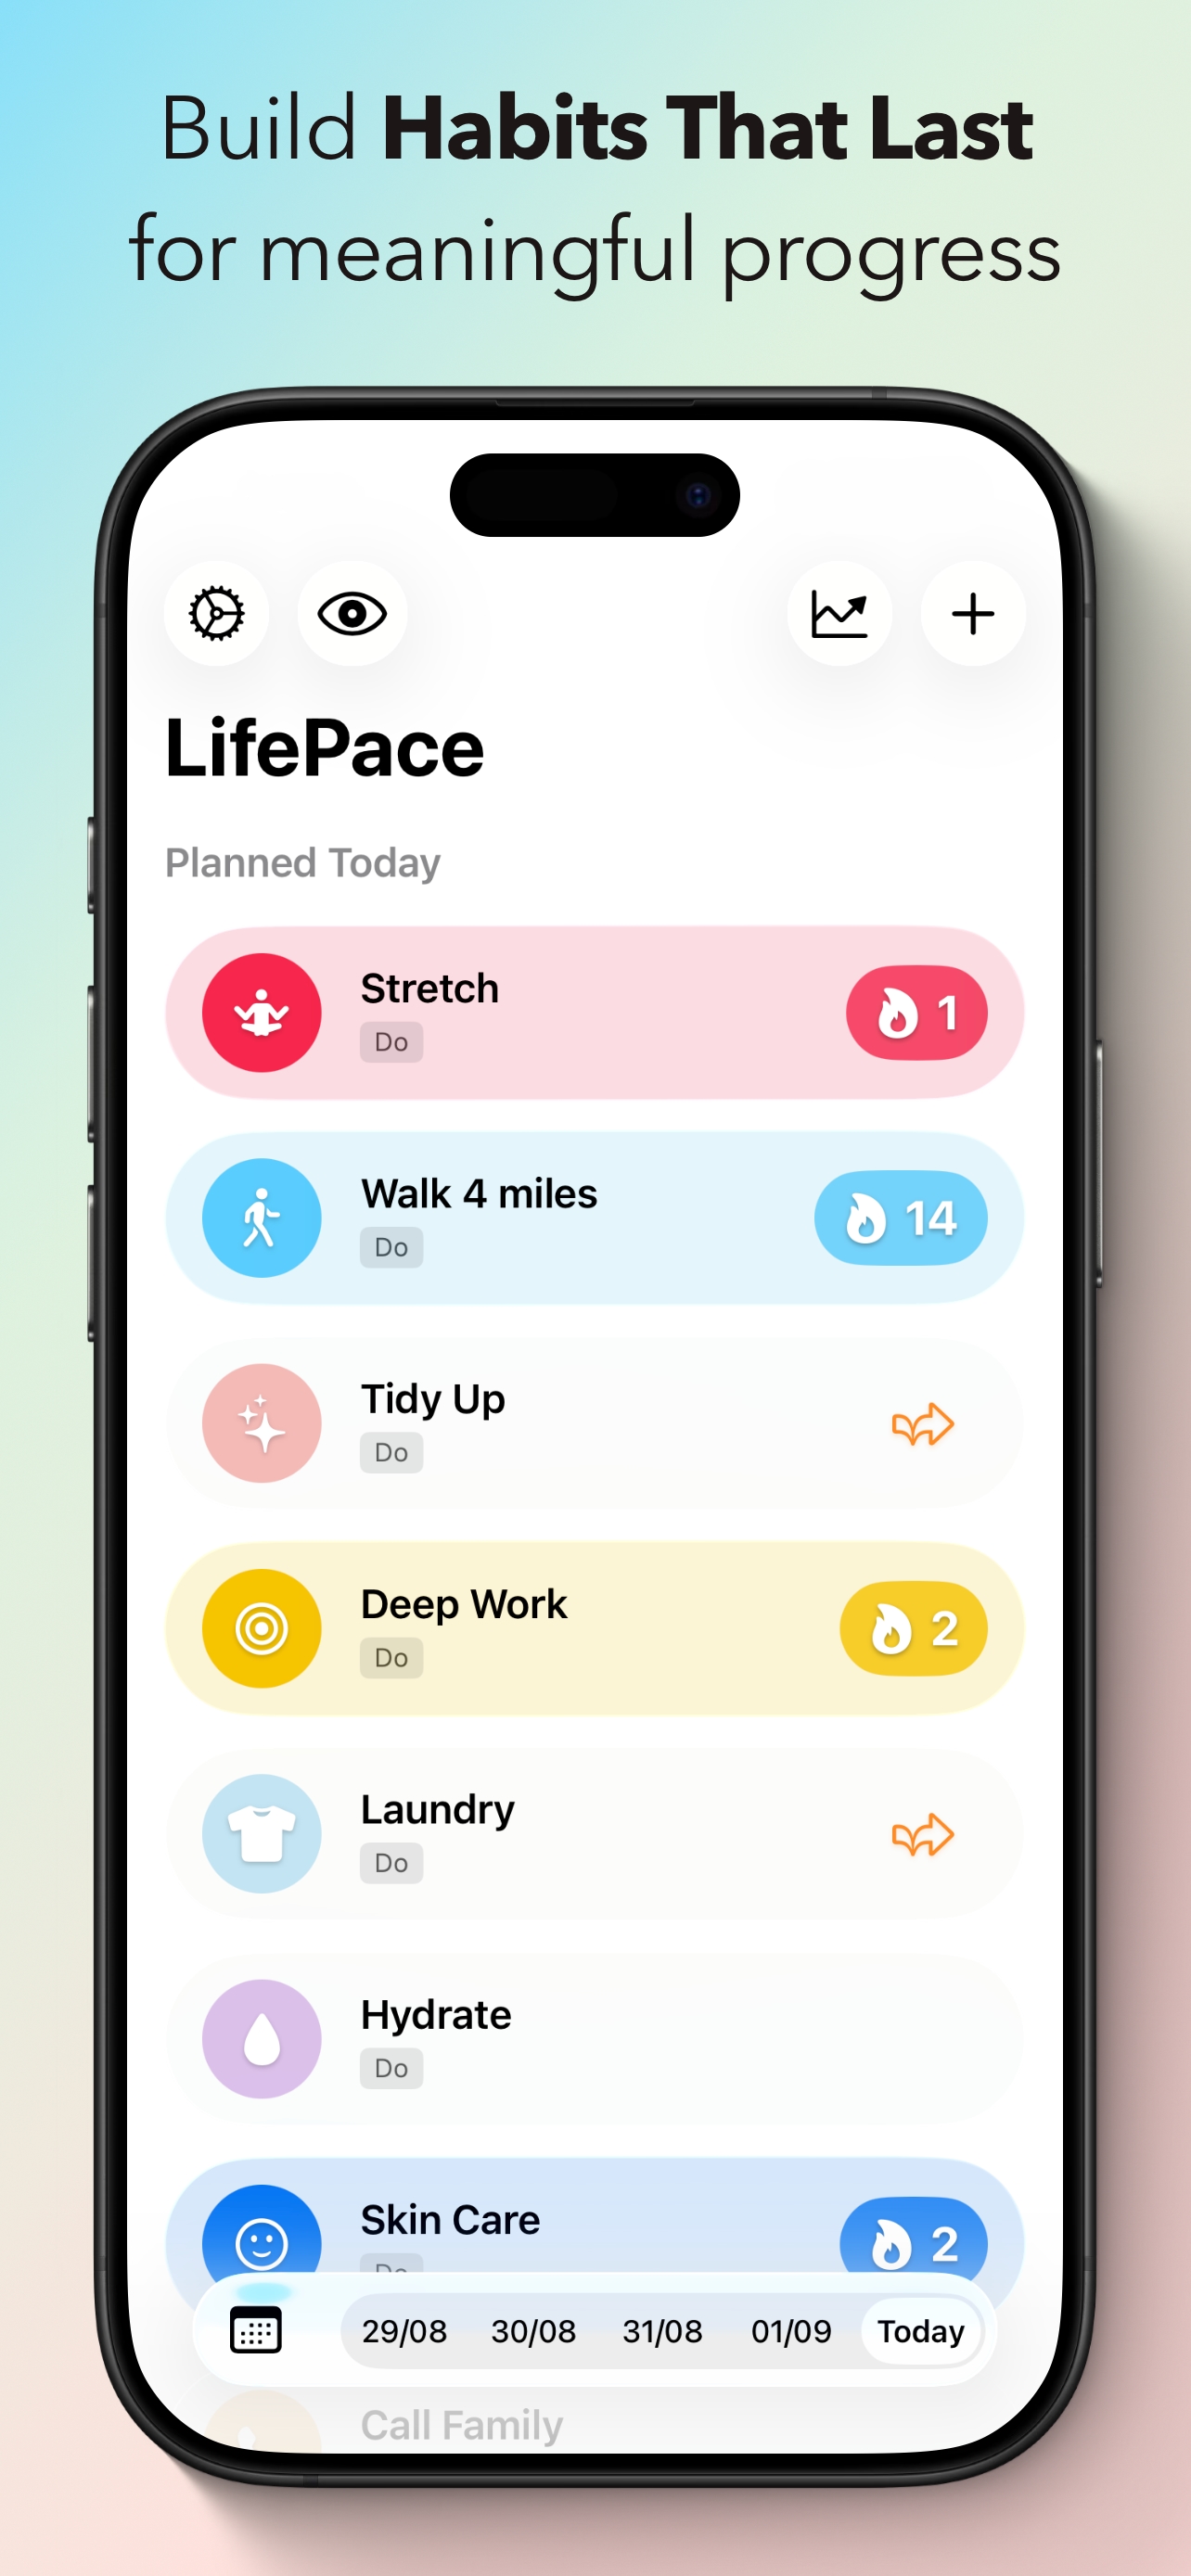 Build Habits That Last
for meaningful progress
LifePace
Planned Today
Stretch
Do
1
Walk 4 miles
Do
14
Tidy Up
Do
Deep Work
Do
2
Laundry
Do
Hydrate
Do
Skin Care
Do
2
29/08 30/08 31/08 01/09 Today
Call Family